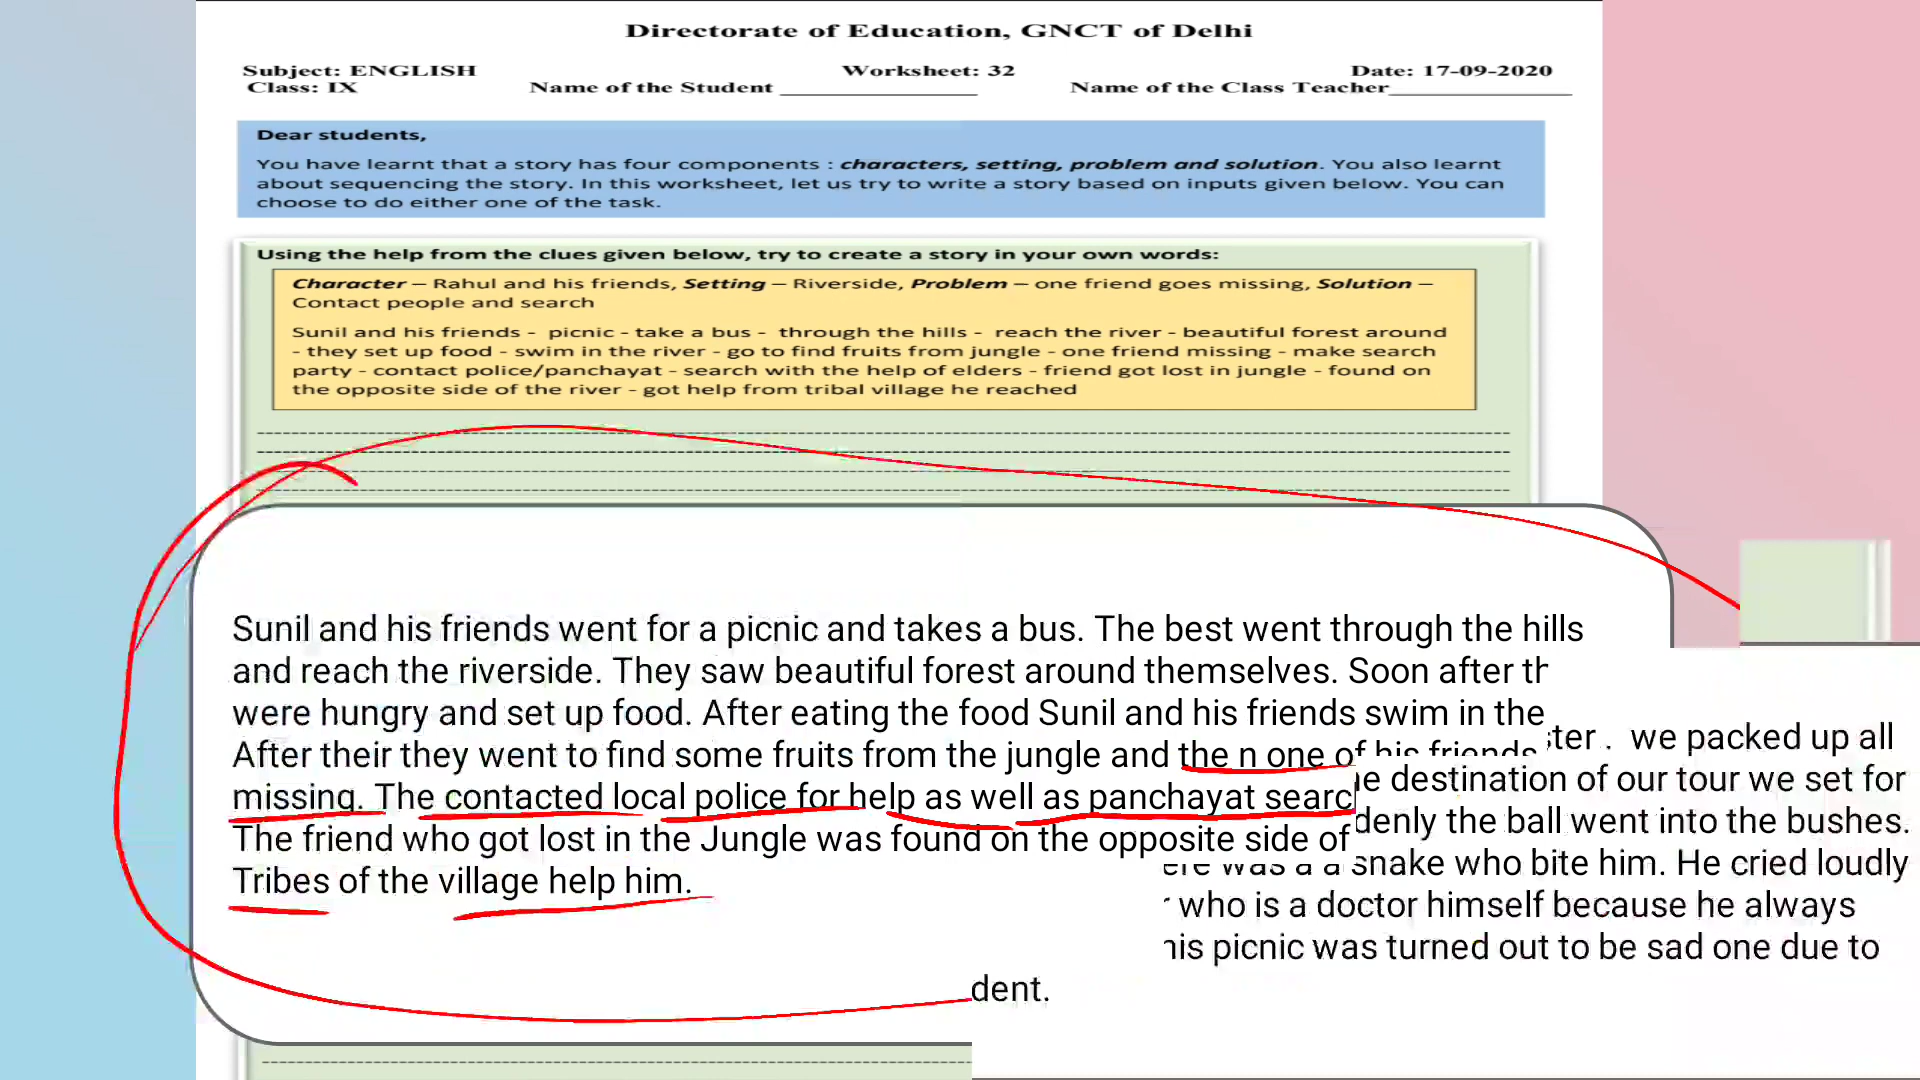 Directorate of Education, GNCT of Delhi
Subject: ENGLISH Worksheet: 32 Date: 17-09-2020
Class: IX Name of the Student ______________ Name of the Class Teacher______________
Dear students,
You have learnt that a story has four components : characters, setting, problem and solution. You also learnt
about sequencing the story. In this worksheet, let us try to write a story based on inputs given below. You can
choose to do either one of the task.
Using the help from the clues given below, try to create a story in your own words:
Character – Rahul and his friends, Setting – Riverside, Problem – one friend goes missing, Solution –
Contact people and search
Sunil and his friends - picnic - take a bus - through the hills - reach the river - beautiful forest around
- they set up food - swim in the river - go to find fruits from jungle - one friend missing - make search
party - contact police/panchayat - search with the help of elders - friend got lost in jungle - found on
the opposite side of the river - got help from tribal village he reached
Sunil and his friends went for a picnic and takes a bus. The best went through the hills
and reach the riverside. They saw beautiful forest around themselves. Soon after
were hungry and set up food. After eating the food Sunil and his friends swim in the
After their they went to find some fruits from the jungle and the n one of his friends
missing. The contacted local police for help as well as panchayat
The friend who got lost in the Jungle was found on the opposite side of
Tribes of the village help him.
we packed up all
destination of our tour we set for
the ball went into the bushes.
was a a snake who bite him. He cried loudly
who is a doctor himself because he always
picnic was turned out to be sad one due to
dent.